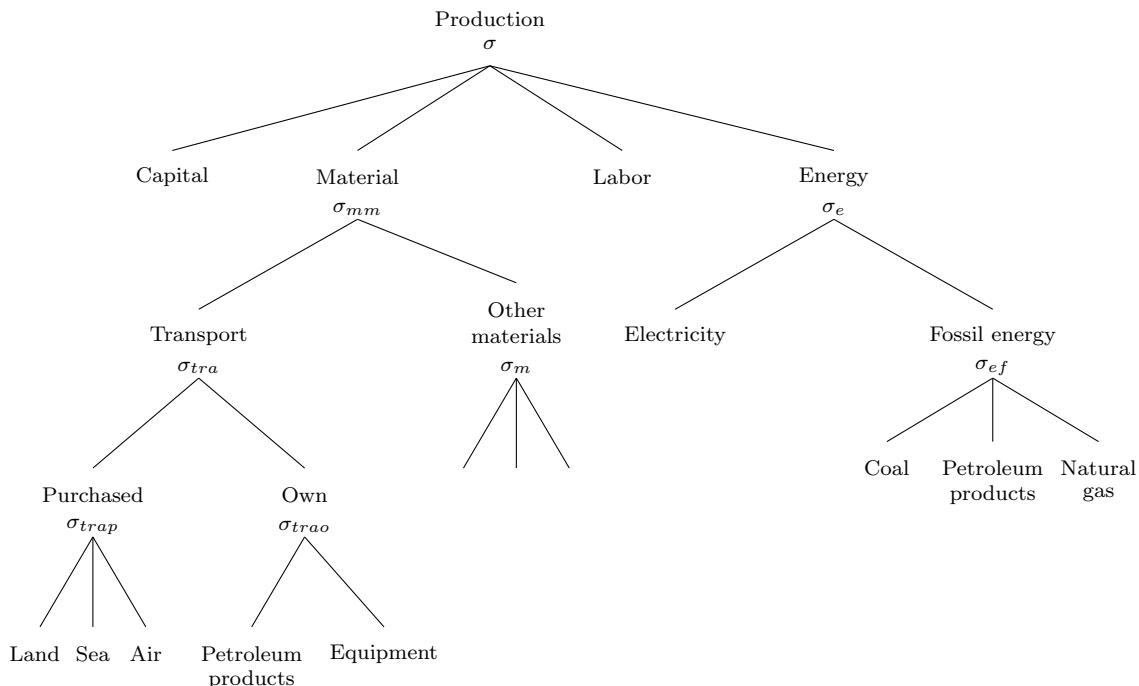 Production
σ
Capital
Material
Labor
Energy
σ_mm
σ_e
Other
materials
Transport
Electricity
Fossil energy
σ_tra
σ_m
σ_ef
Coal
Petroleum
products
Natural
gas
Purchased
Own
σ_trap
σ_trao
Land
Sea
Air
Petroleum
products
Equipment